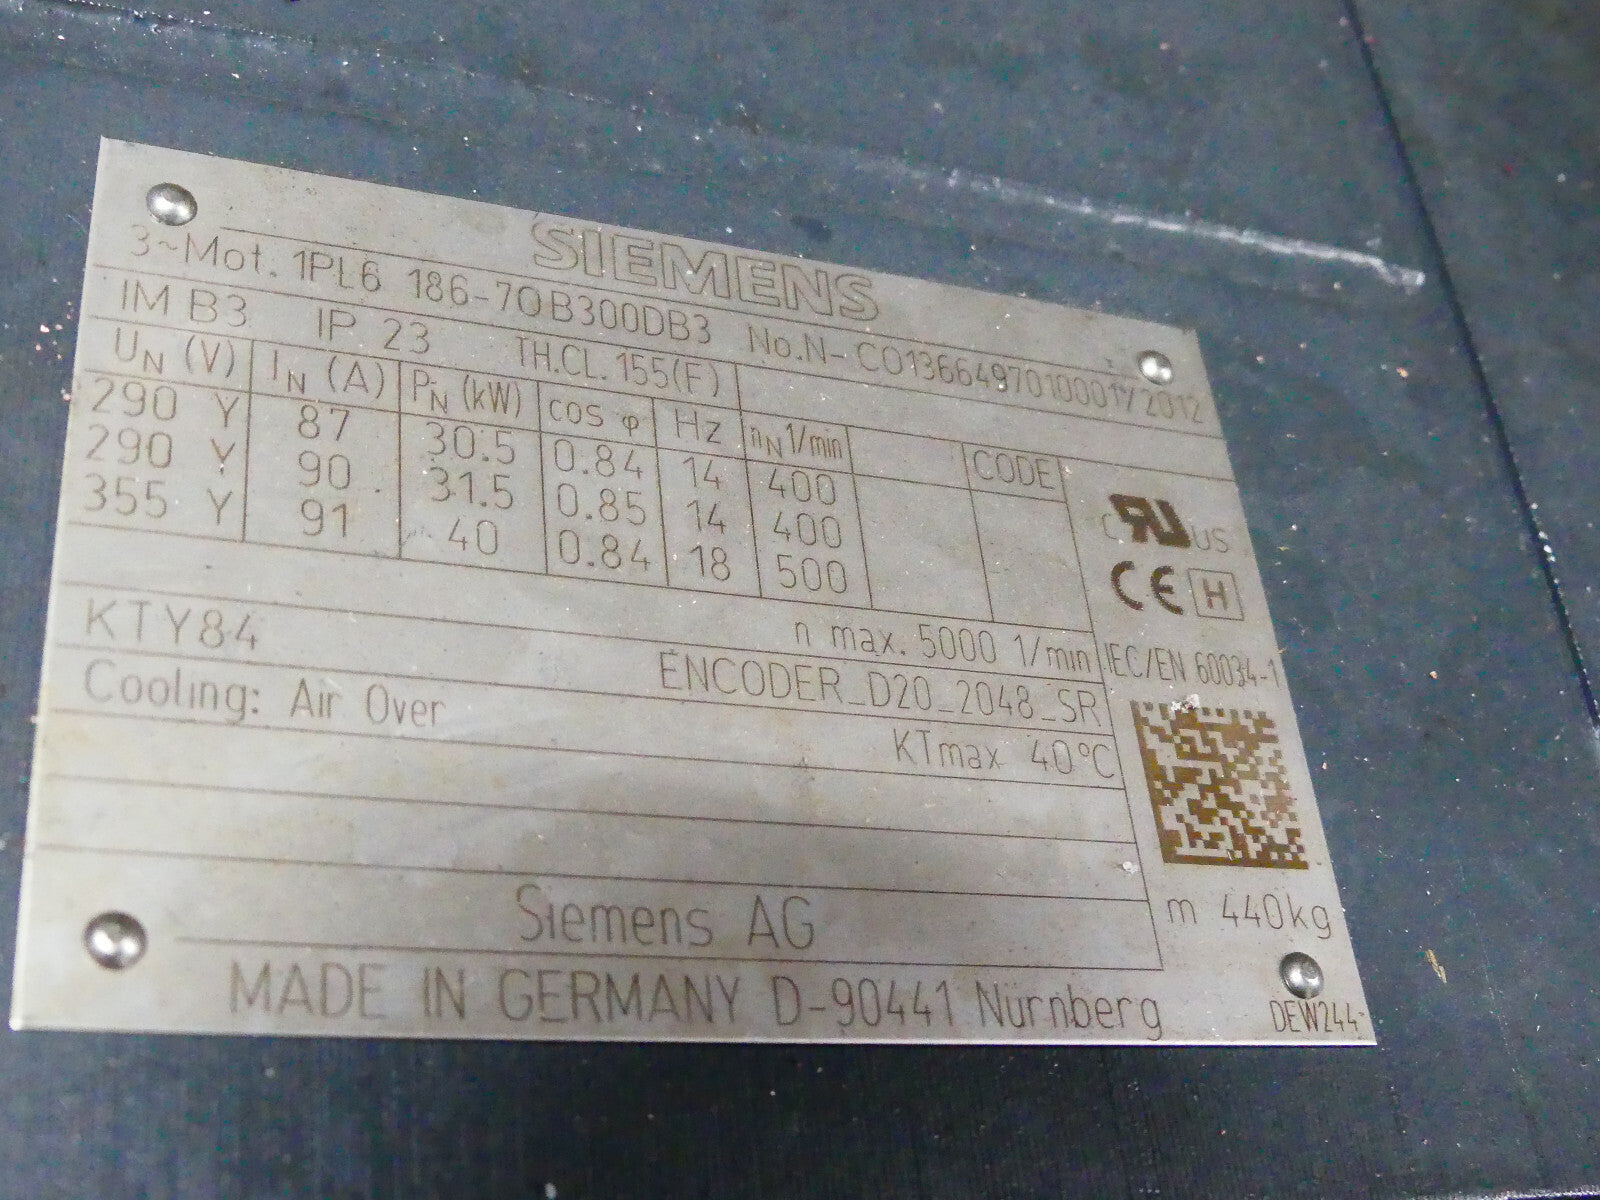 SIEMENS
3~Mot. 1PL6 186-70B300DB3 No.N-CO1366497010001/2012
IM B3 IP 23 TH.CL.155(F)
UN (V) IN (A) PN (kW) cos φ Hz nN 1/min CODE
290 Y 87 30.5 0.84 14 400
290 Y 90 31.5 0.85 14 400
355 Y 91 40 0.84 18 500
cRUus
CE H
n max. 5000 1/min IEC/EN 60034-1
KTY84 ENCODER_D20_2048_SR
Cooling: Air Over KTmax 40°C
m 440kg
Siemens AG
MADE IN GERMANY D-90441 Nürnberg
DEW244